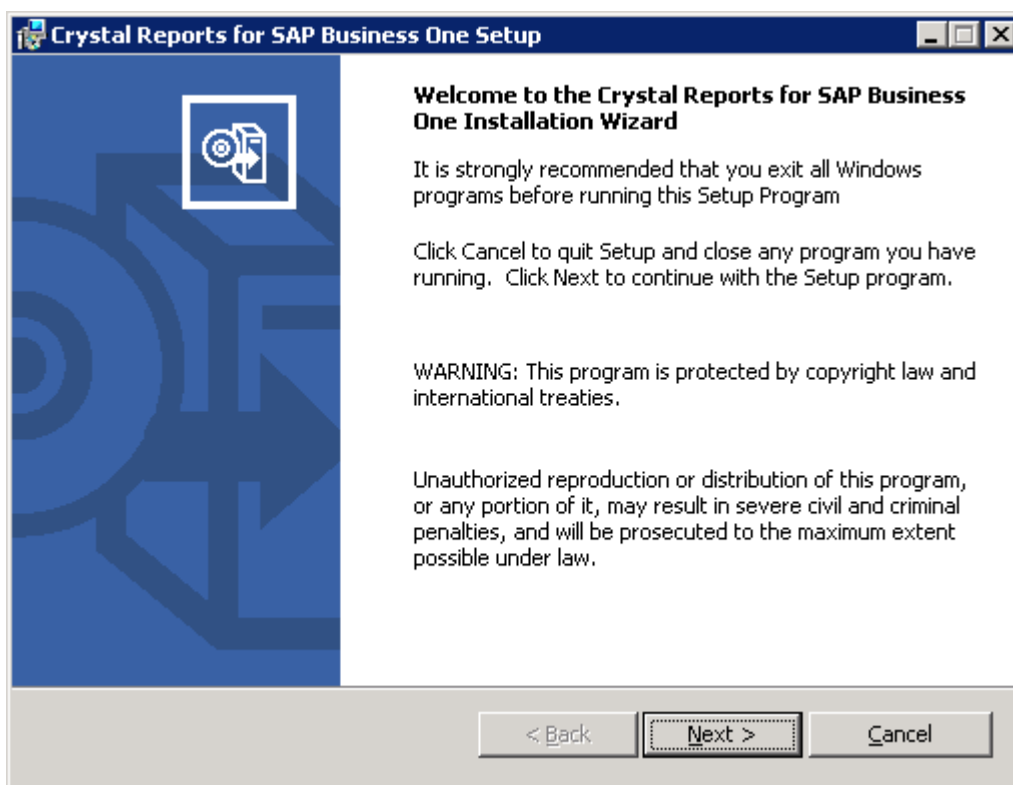 Crystal Reports for SAP Business One Setup
Welcome to the Crystal Reports for SAP Business
One Installation Wizard
It is strongly recommended that you exit all Windows
programs before running this Setup Program
Click Cancel to quit Setup and close any program you have
running.  Click Next to continue with the Setup program.
WARNING: This program is protected by copyright law and
international treaties.
Unauthorized reproduction or distribution of this program,
or any portion of it, may result in severe civil and criminal
penalties, and will be prosecuted to the maximum extent
possible under law.
< Back
Next >
Cancel